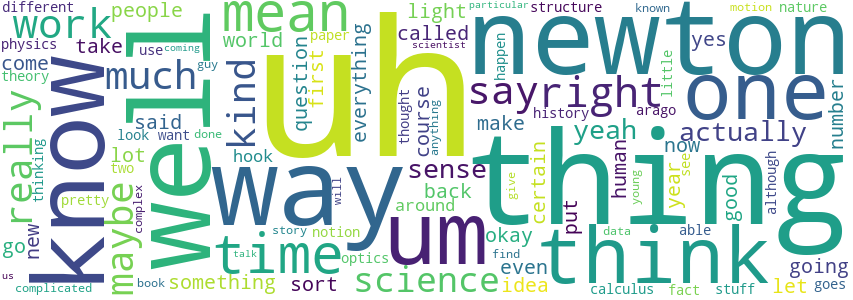 different
people
work
mean
light
called
particular
structure
known
motion
nature
physics
take
use
coming
world
question
first
paper
scientist
everything
newton
yes
come
theory
know
much
guy
well
kind
uh
thought
course
anything
say
right
happen
one
little
said
look
want
done
history
arago
number
really
thinking
lot
hook
make
yeah
actually
two
sense
now
human
way
thing
pretty
maybe
complex
back
certain
year
see
good
although
around
um
put
young
give
go
new
time
will
story
notion
okay
think
able
data
us
something
talk
optics
find
even
going
complicated
book
sort
science
idea
calculus
fact
stuff
let
goes